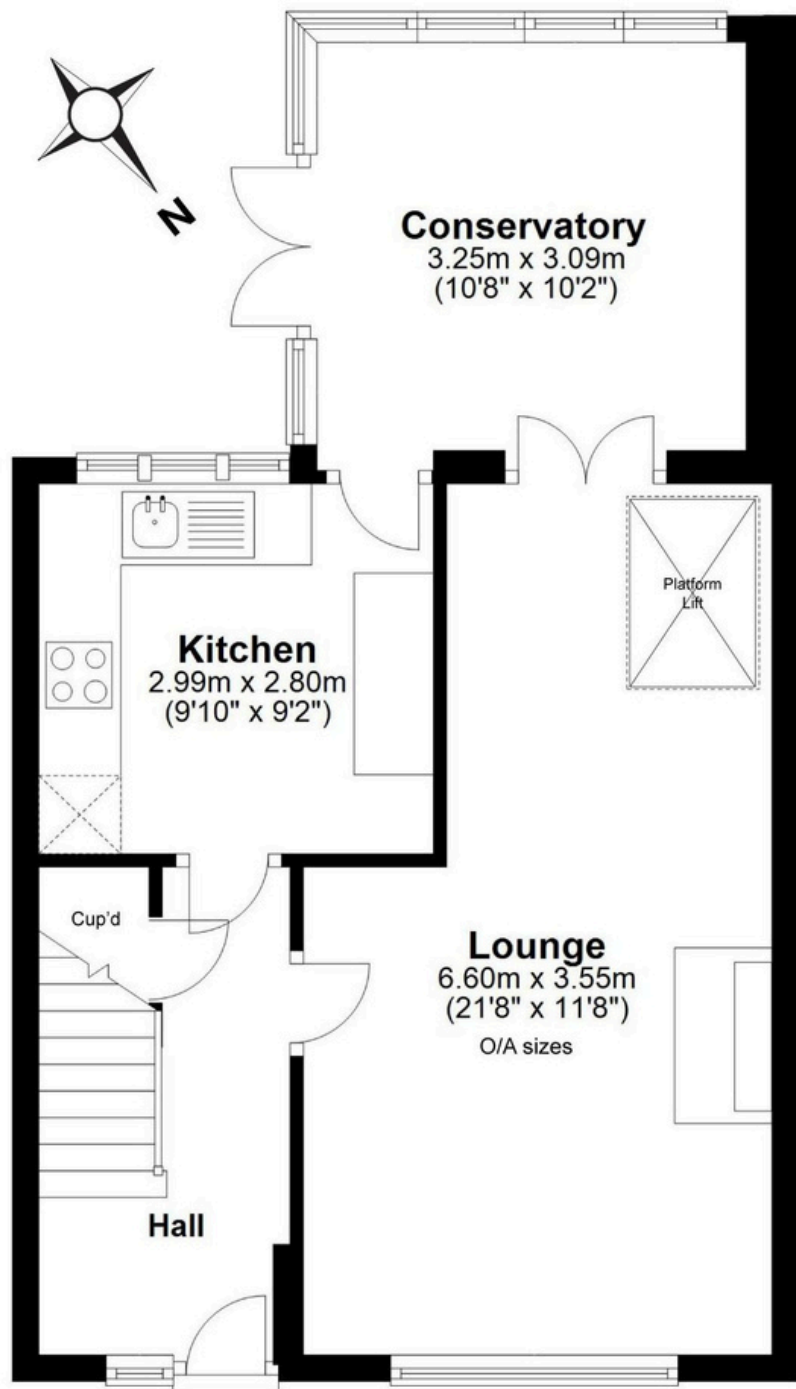 N
Conservatory
3.25m x 3.09m
(10'8" x 10'2")
Platform
Lift
Kitchen
2.99m x 2.80m
(9'10" x 9'2")
Cup'd
Lounge
6.60m x 3.55m
(21'8" x 11'8")
O/A sizes
Hall